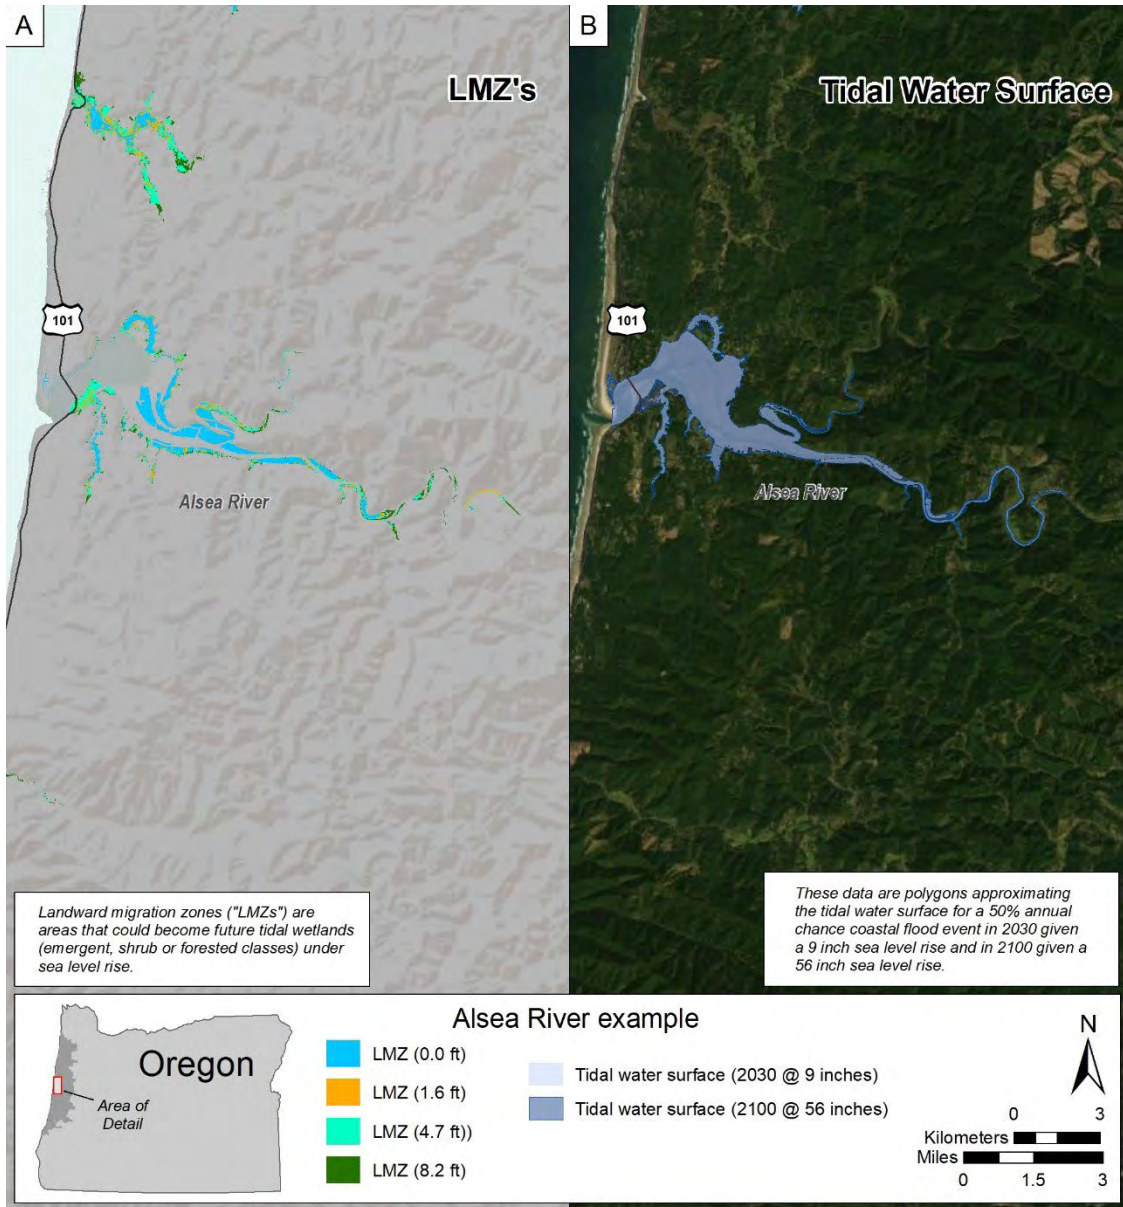 A
LMZ's
101
Alsea River
Landward migration zones ("LMZs") are
areas that could become future tidal wetlands
(emergent, shrub or forested classes) under
sea level rise.
B
Tidal Water Surface
101
Alsea River
These data are polygons approximating
the tidal water surface for a 50% annual
chance coastal flood event in 2030 given
a 9 inch sea level rise and in 2100 given a
56 inch sea level rise.
Oregon
Area of
Detail
Alsea River example
LMZ (0.0 ft)
LMZ (1.6 ft)
LMZ (4.7 ft))
LMZ (8.2 ft)
Tidal water surface (2030 @ 9 inches)
Tidal water surface (2100 @ 56 inches)
N
0 3
Kilometers
Miles
0 1.5 3